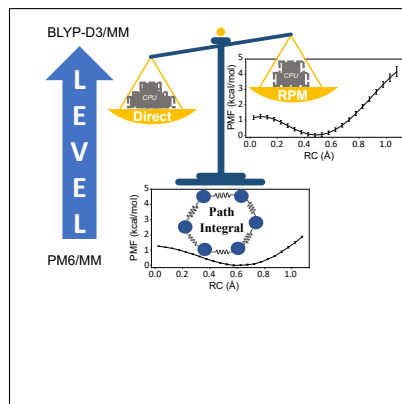 BLYP-D3/MM
LEVEL
PM6/MM
CPU
Direct
CPU
RPM
PMF (kcal/mol)
5
4
3
2
1
0
0.0 0.2 0.4 0.6 0.8 1.0
RC (Å)
PMF (kcal/mol)
5
4
3
2
1
0
Path
Integral
0.0 0.2 0.4 0.6 0.8 1.0
RC (Å)